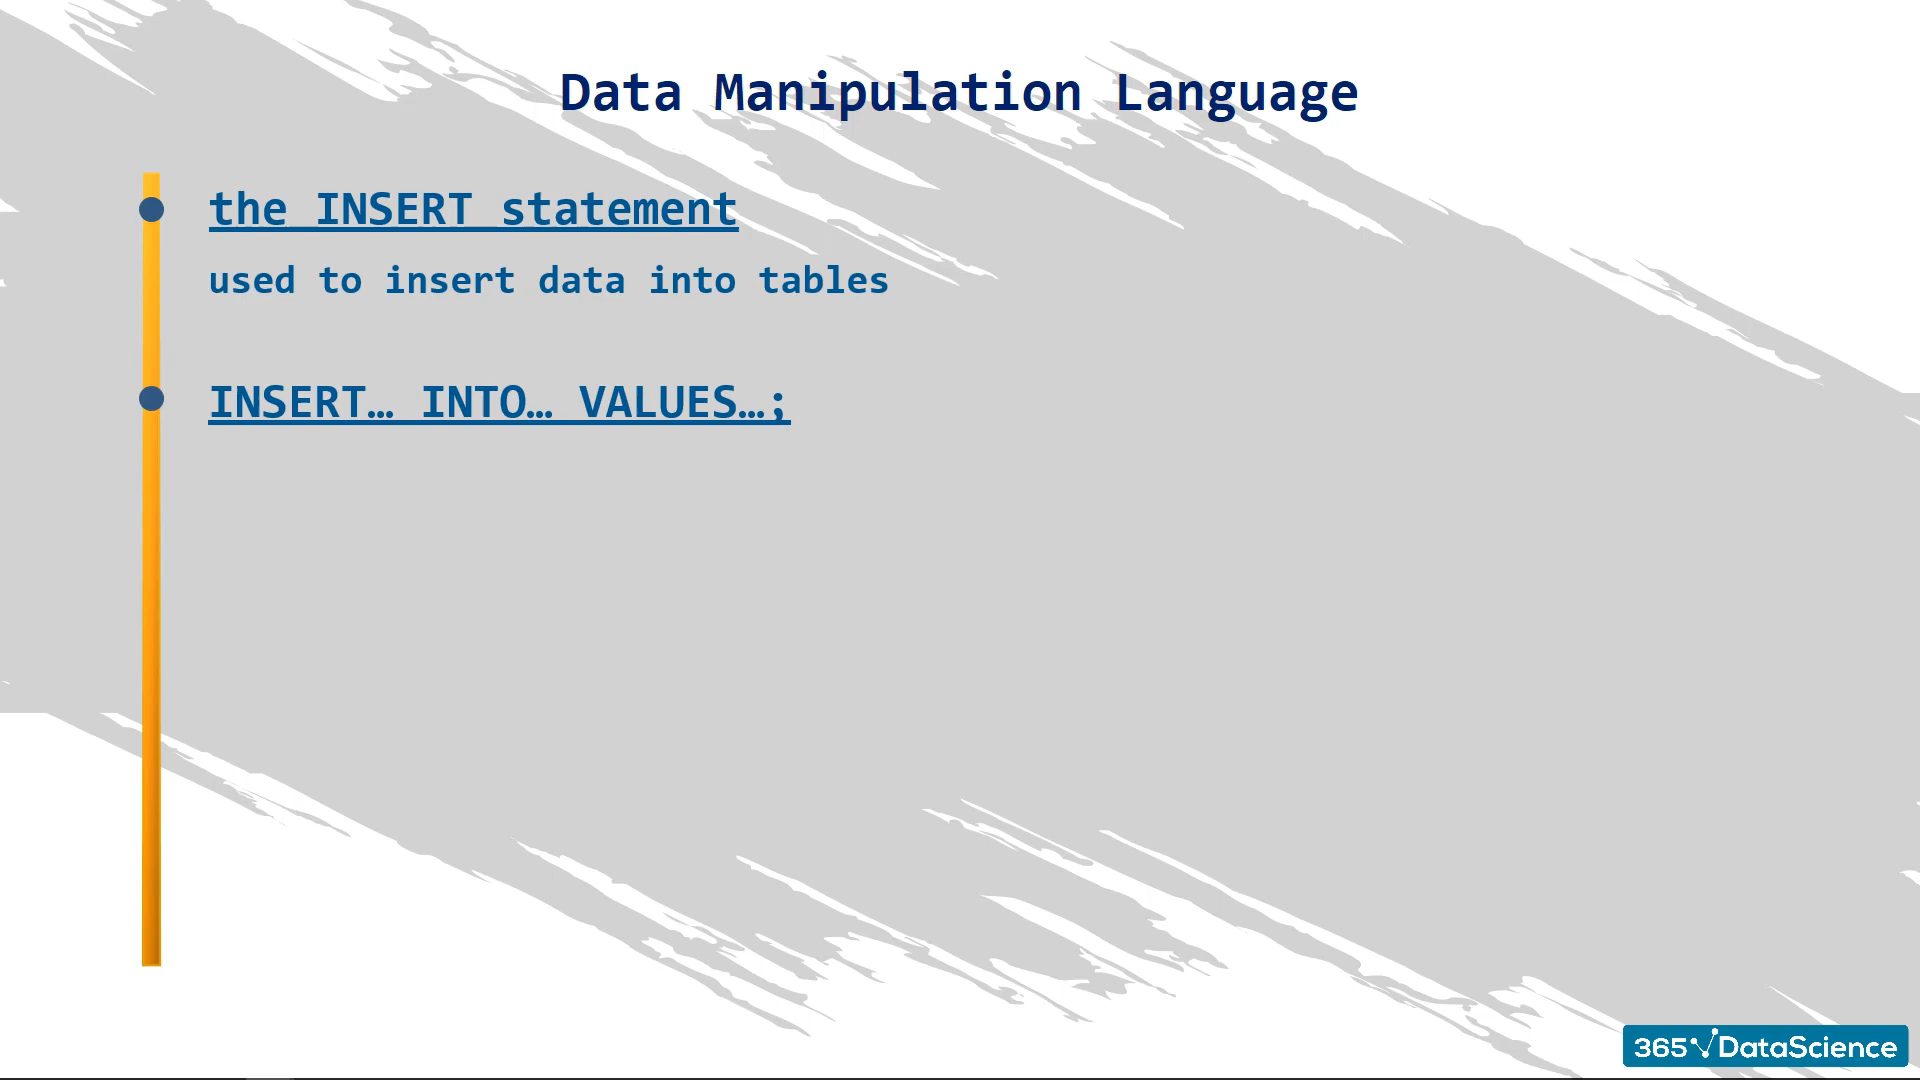 Data Manipulation Language
the INSERT statement
used to insert data into tables
INSERT… INTO… VALUES…;
365 DataScience